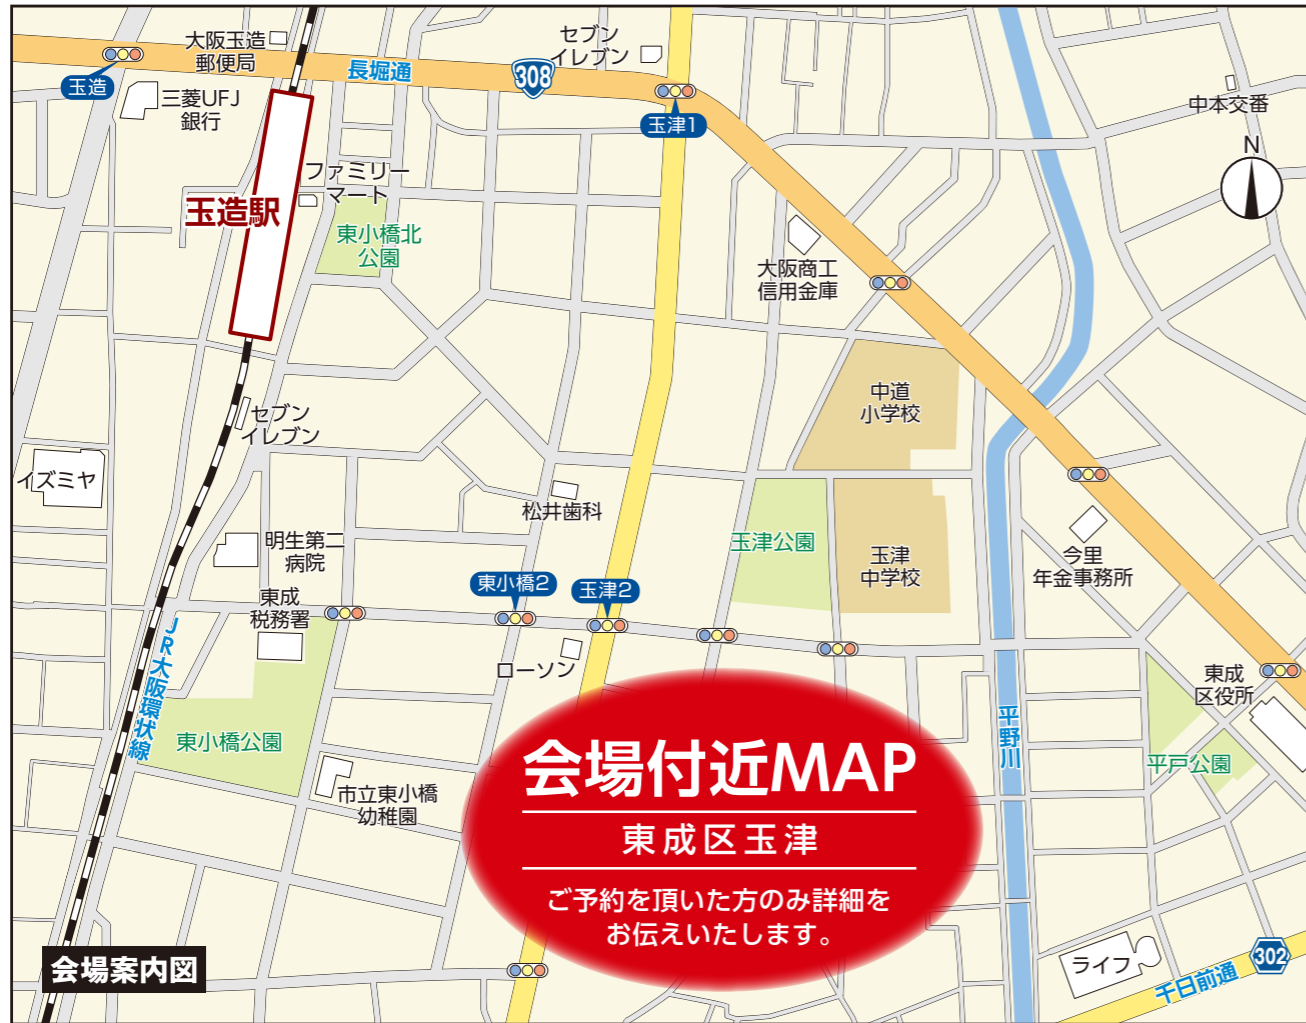 大阪玉造
郵便局
セブン
イレブン
長堀通
308
玉造
三菱UFJ
銀行
玉津1
中本交番
N
ファミリー
マート
玉造駅
東小橋北
公園
大阪商工
信用金庫
中道
小学校
セブン
イレブン
イズミヤ
松井歯科
明生第二
病院
玉津公園
玉津
中学校
今里
年金事務所
東小橋2
玉津2
東成
税務署
ローソン
JR大阪環状線
東成
区役所
平野川
東小橋公園
平戸公園
市立東小橋
幼稚園
会場付近MAP
東成区玉津
ご予約を頂いた方のみ詳細を
お伝えいたします。
会場案内図
ライフ
302
千日前通